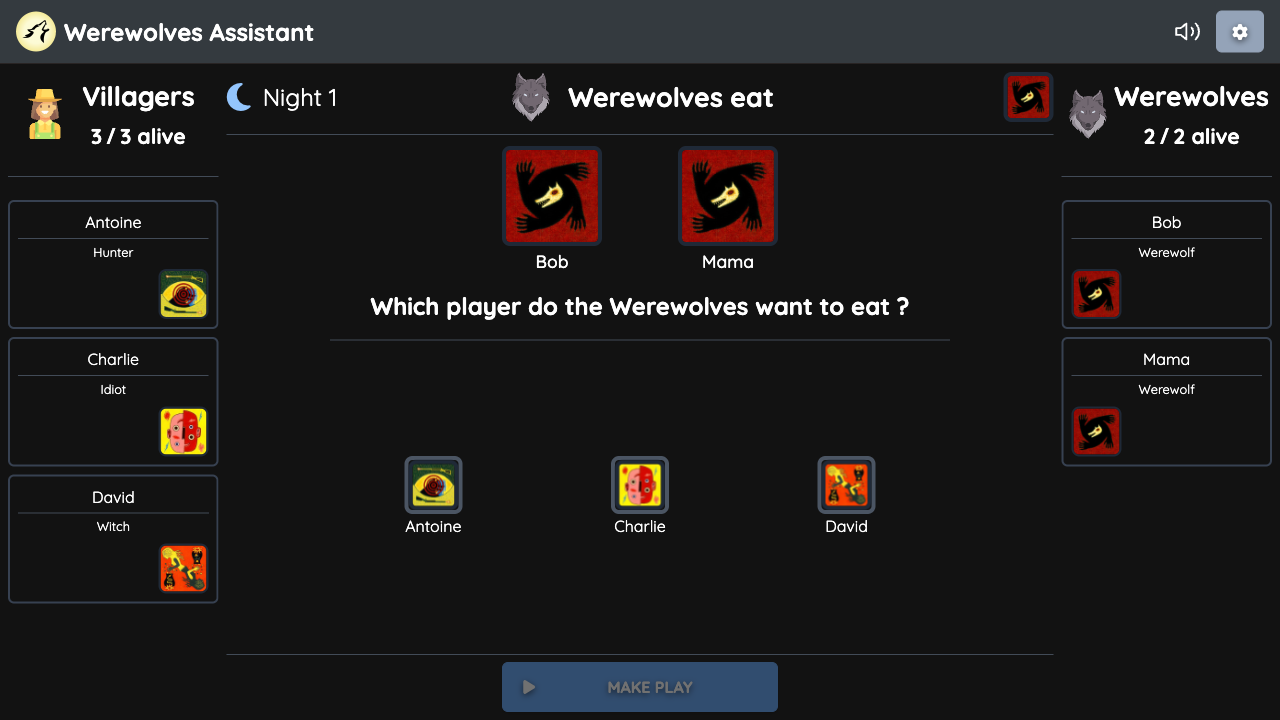 Werewolves Assistant
Villagers
3 / 3 alive
Night 1
Werewolves eat
Werewolves
2 / 2 alive
Antoine
Hunter
Charlie
Idiot
David
Witch
Bob
Mama
Which player do the Werewolves want to eat ?
Antoine
Charlie
David
MAKE PLAY
Bob
Werewolf
Mama
Werewolf